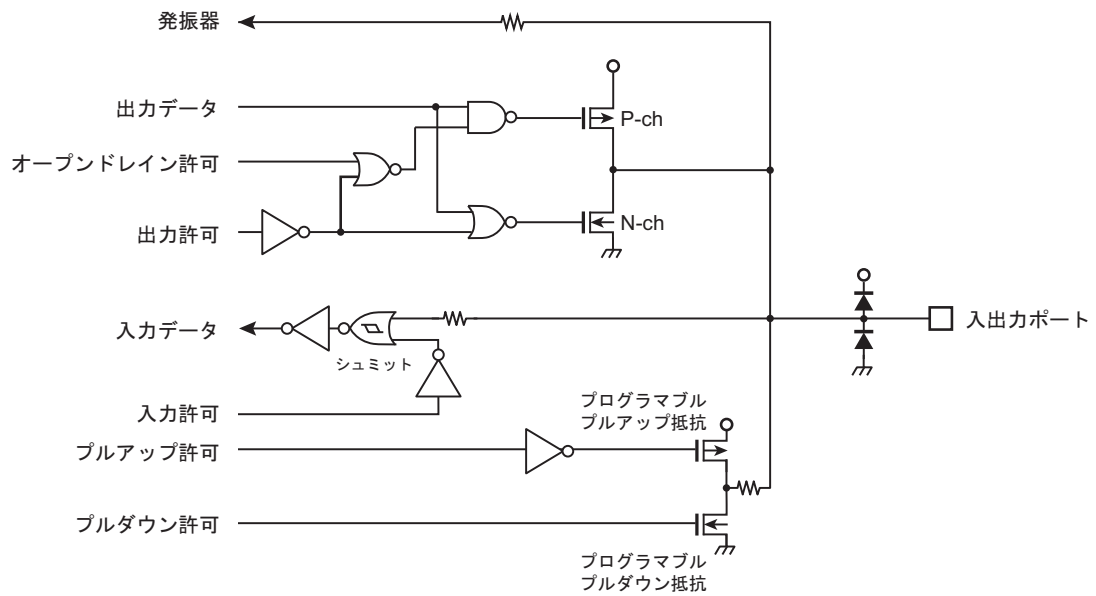 発振器
出力データ
P-ch
オープンドレイン許可
N-ch
出力許可
入力データ
シュミット
入出力ポート
入力許可
プログラマブル
プルアップ抵抗
プルアップ許可
プルダウン許可
プログラマブル
プルダウン抵抗